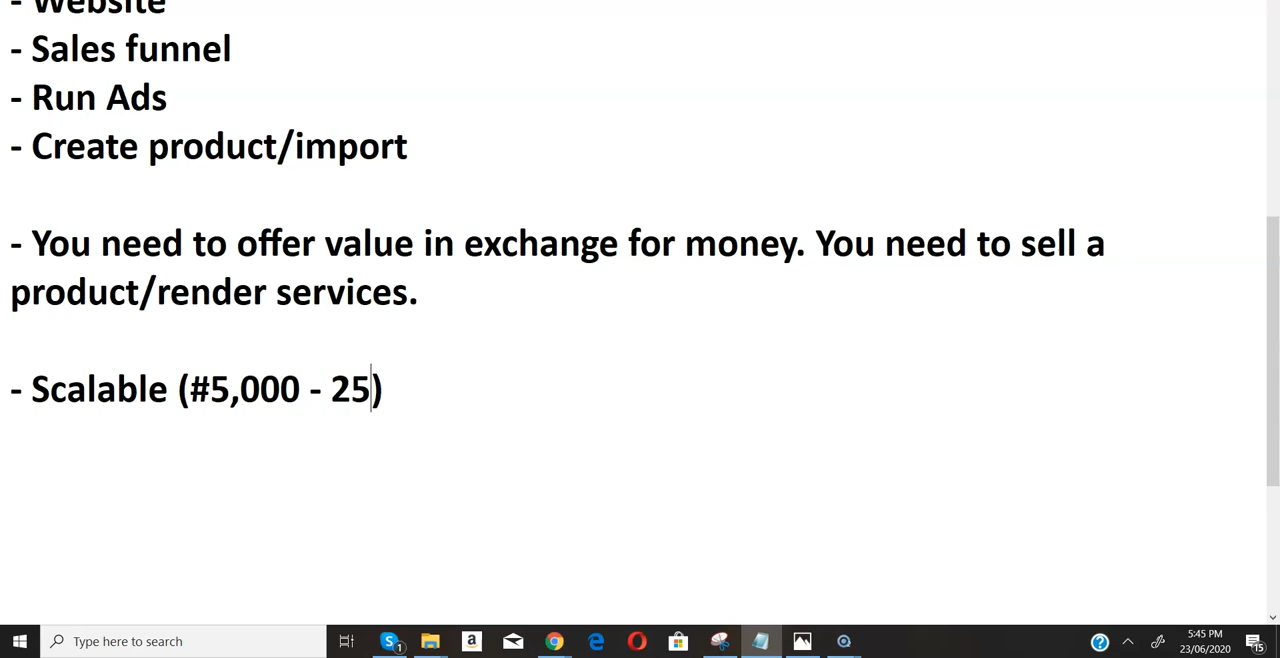 - Website
- Sales funnel
- Run Ads
- Create product/import
- You need to offer value in exchange for money. You need to sell a
product/render services.
- Scalable (#5,000 - 25)
Type here to search
1
a
5:45 PM
23/06/2020
15